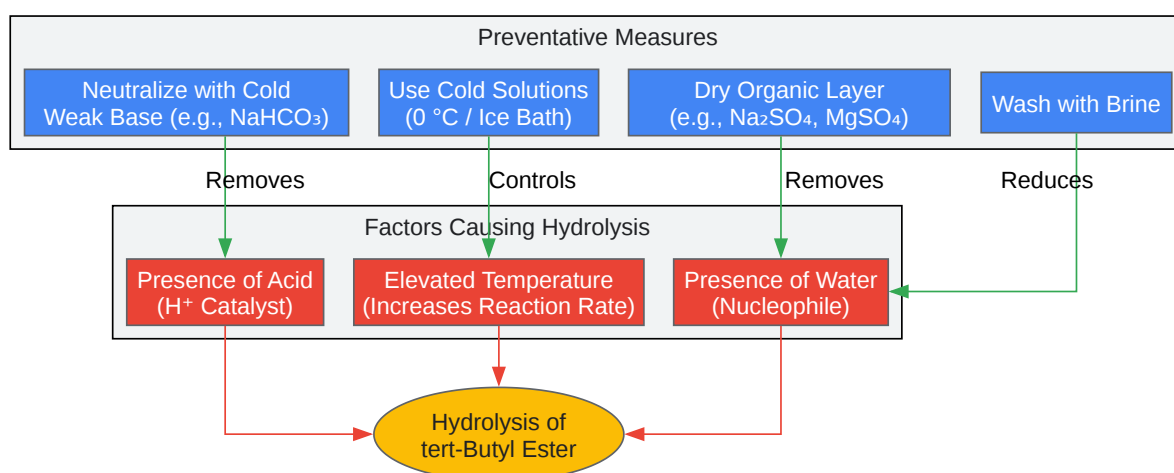 Preventative Measures
Neutralize with Cold
Weak Base (e.g., NaHCO₃)
Use Cold Solutions
(0 °C / Ice Bath)
Dry Organic Layer
(e.g., Na₂SO₄, MgSO₄)
Wash with Brine
Removes
Controls
Removes
Reduces
Factors Causing Hydrolysis
Presence of Acid
(H⁺ Catalyst)
Elevated Temperature
(Increases Reaction Rate)
Presence of Water
(Nucleophile)
Hydrolysis of
tert-Butyl Ester